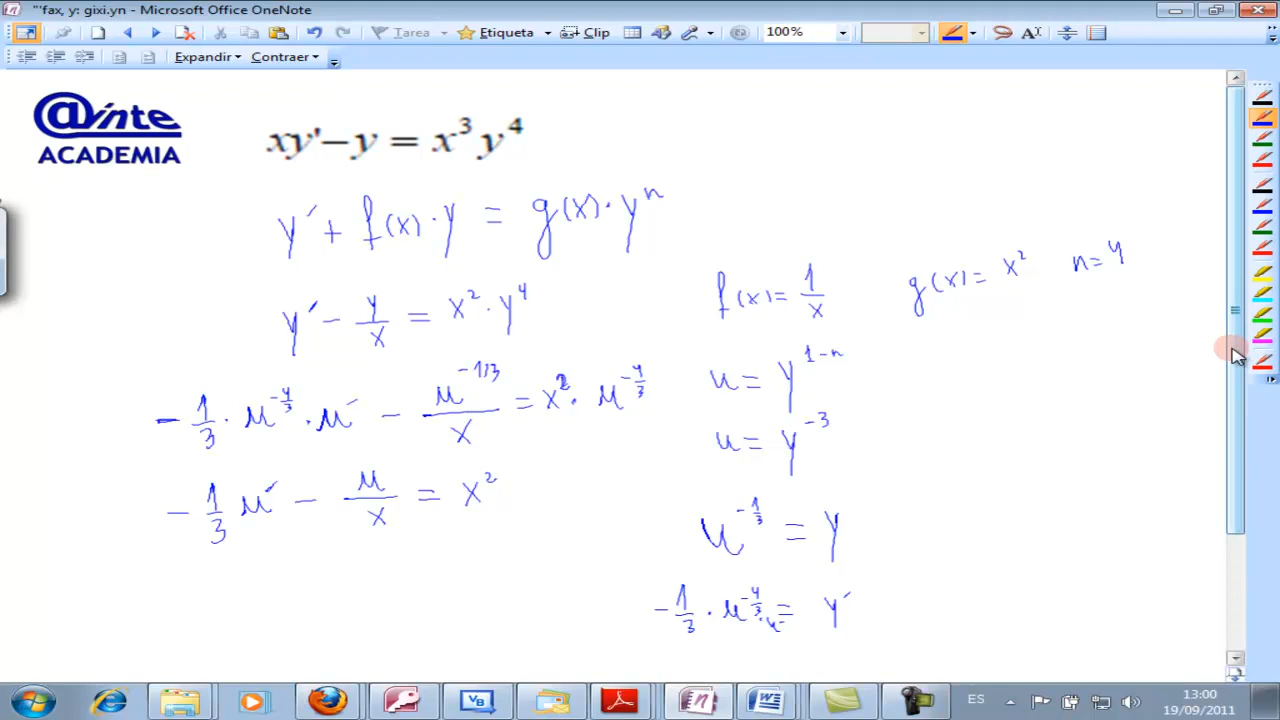 "'fax, y: gixi.yn - Microsoft Office OneNote
Tarea Etiqueta Clip 100%
Expandir Contraer
@inte
ACADEMIA
xy'−y = x³y⁴
y´ + f(x)·y = g(x)·yⁿ
f(x) = 1/x g(x) = x² n = 4
y´ − y/x = x²·y⁴
u = y^(1-n)
−1/3·u^(-4/3)·u´ − u^(-1/3)/x = x²·u^(-4/3)
u = y⁻³
−1/3 u´ − u/x = x²
u^(-1/3) = y
−1/3·u^(-4/3)·u´ = y´
ES
13:00
19/09/2011